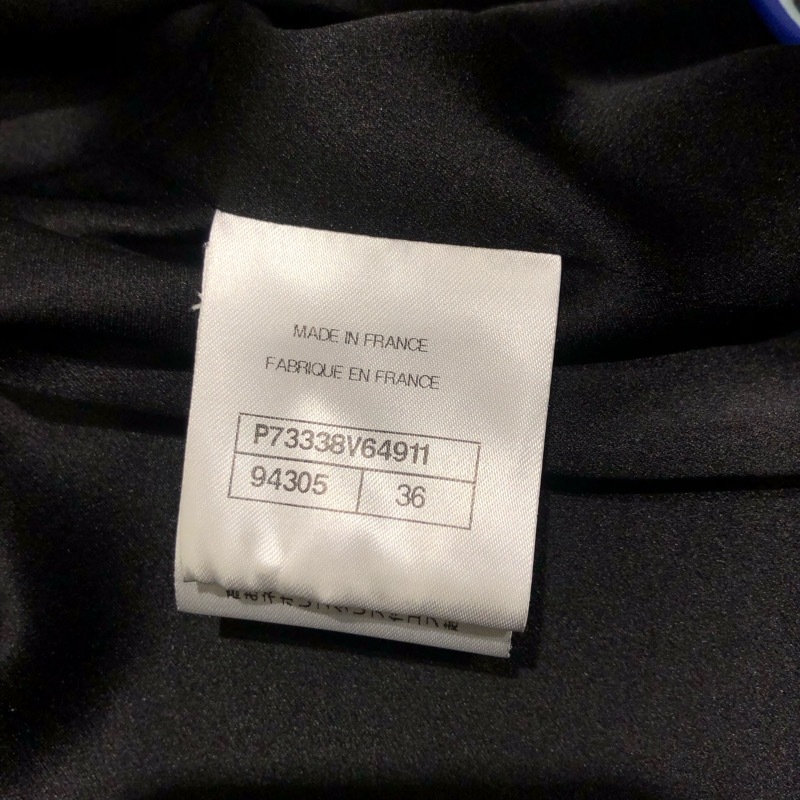 MADE IN FRANCE
FABRIQUE EN FRANCE
P73338V64911
94305 36